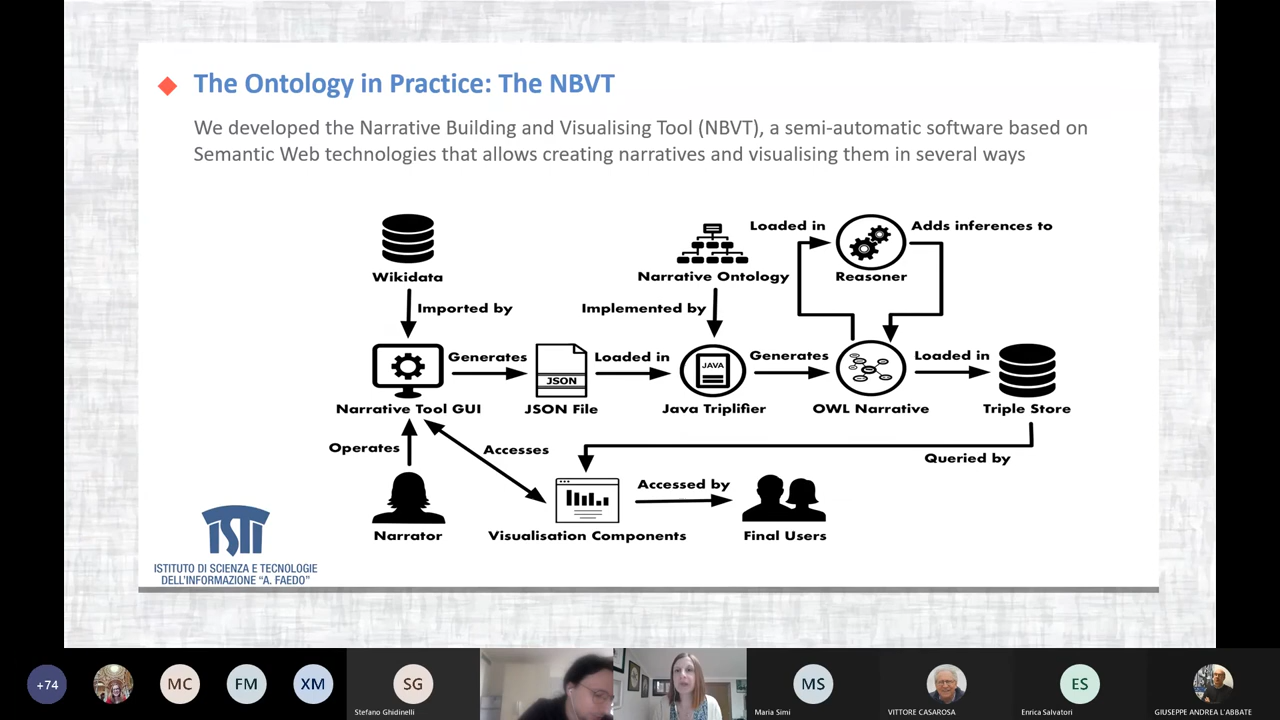 The Ontology in Practice: The NBVT
We developed the Narrative Building and Visualising Tool (NBVT), a semi-automatic software based on
Semantic Web technologies that allows creating narratives and visualising them in several ways
Loaded in
Adds inferences to
Wikidata
Narrative Ontology
Reasoner
Imported by
Implemented by
Generates
Loaded in
Generates
Loaded in
JSON
JAVA
Narrative Tool GUI
JSON File
Java Triplifier
OWL Narrative
Triple Store
Operates
Accesses
Queried by
Accessed by
Narrator
Visualisation Components
Final Users
ISTI
ISTITUTO DI SCIENZA E TECNOLOGIE
DELL'INFORMAZIONE "A. FAEDO"
+74
MC
FM
XM
SG
MS
ES
Stefano Ghidinelli
Maria Simi
VITTORE CASAROSA
Enrica Salvatori
GIUSEPPE ANDREA L'ABBATE